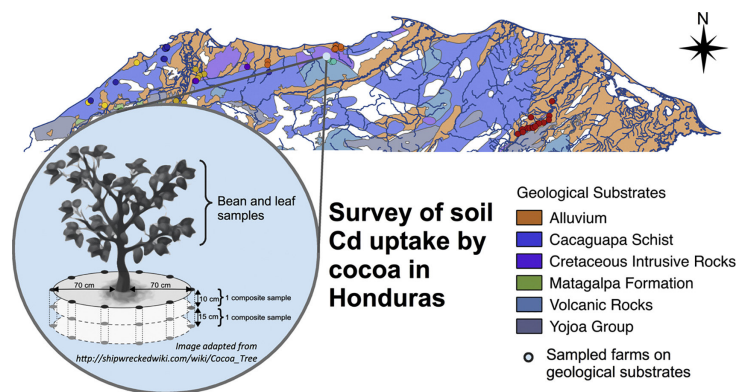 N
Bean and leaf
samples
70 cm
70 cm
10 cm
1 composite sample
15 cm
1 composite sample
Image adapted from
http://shipwreckedwiki.com/wiki/Cocoa_Tree
Survey of soil
Cd uptake by
cocoa in
Honduras
Geological Substrates
Alluvium
Cacaguapa Schist
Cretaceous Intrusive Rocks
Matagalpa Formation
Volcanic Rocks
Yojoa Group
Sampled farms on
geological substrates